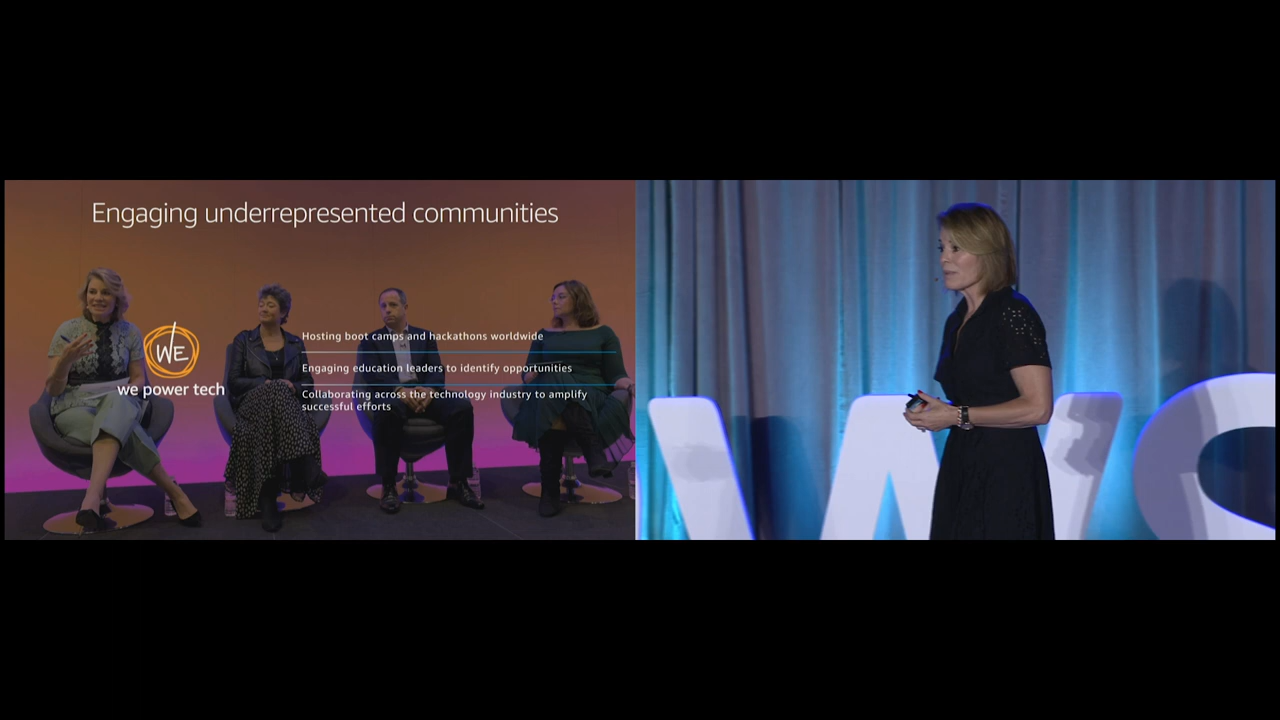 Engaging underrepresented communities
WE
we power tech
Hosting boot camps and hackathons worldwide
Engaging education leaders to identify opportunities
Collaborating across the technology industry to amplify
successful efforts
WS